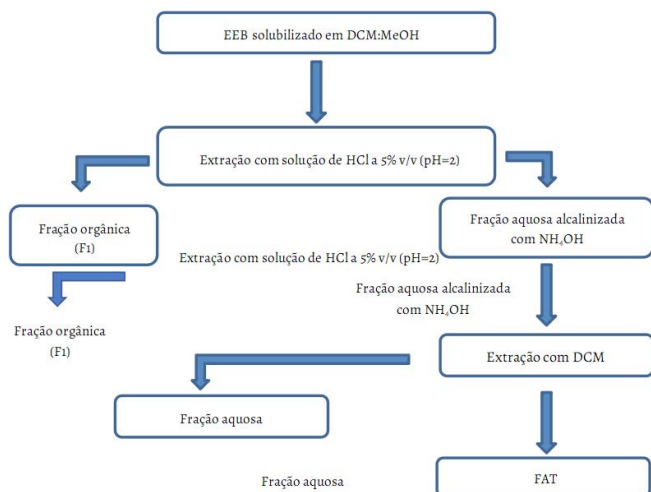 EEB solubilizado em DCM:MeOH
Extração com solução de HCl a 5% v/v (pH=2)
Fração orgânica
(F1)
Fração aquosa alcalinizada
com NH₄OH
Extração com solução de HCl a 5% v/v (pH=2)
Fração aquosa alcalinizada
com NH₄OH
Fração orgânica
(F1)
Extração com DCM
Fração aquosa
FAT
Fração aquosa